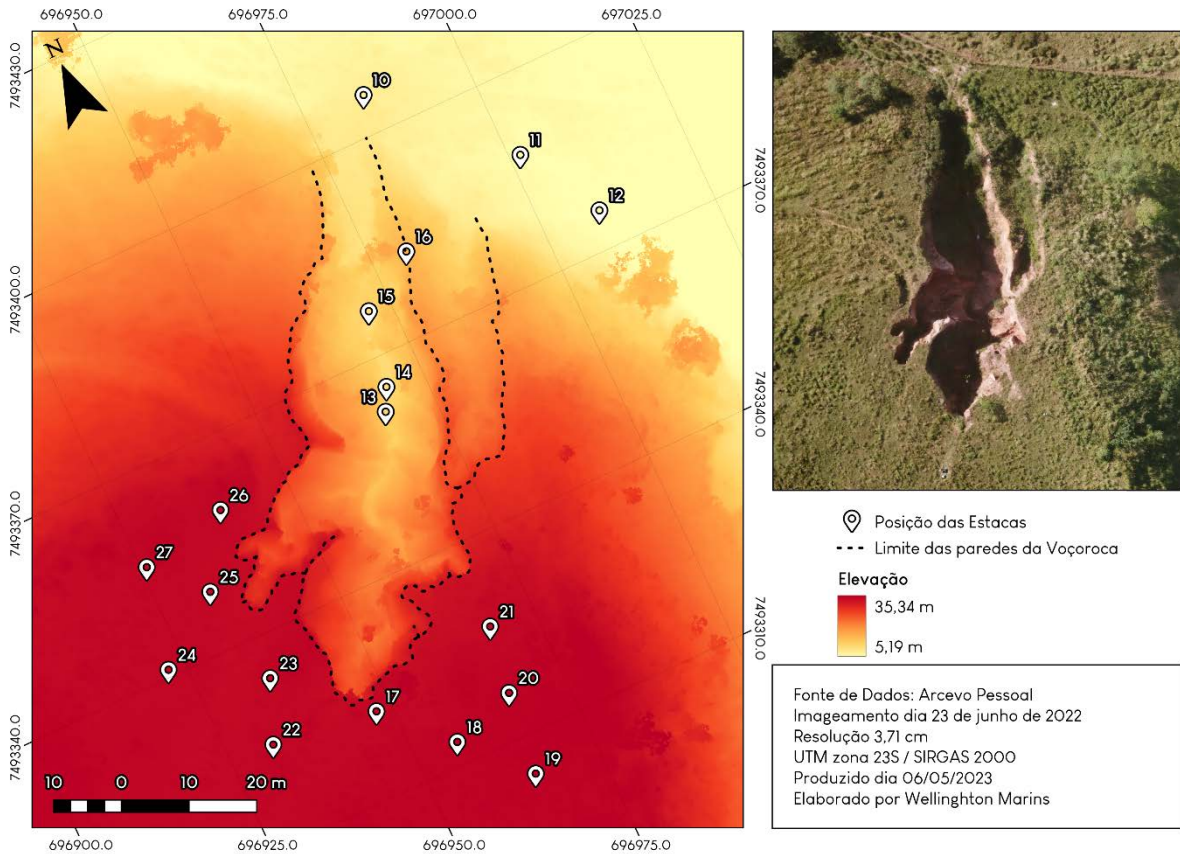 696950.0 696975.0 697000.0 697025.0
N
7493430.0
7493400.0
7493370.0
7493340.0
10
11
12
16
15
14
13
26
27
25
21
24
23
20
17
22
18
19
10 0 10 20 m
7493370.0
7493340.0
7493310.0
696900.0 696925.0 696950.0 696975.0
Posição das Estacas
Limite das paredes da Voçoroca
Elevação
35,34 m
5,19 m
Fonte de Dados: Arcevo Pessoal
Imageamento dia 23 de junho de 2022
Resolução 3,71 cm
UTM zona 23S / SIRGAS 2000
Produzido dia 06/05/2023
Elaborado por Wellinghton Marins